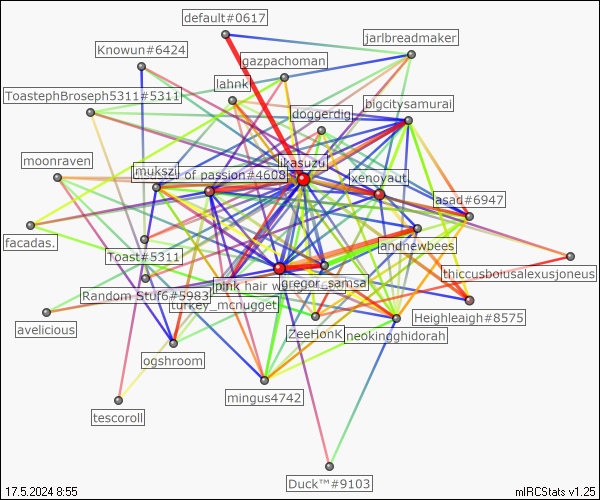 default#0617
jarlbreadmaker
Knowun#6424
gazpachoman
lahnk
ToastephBroseph5311#5311
bigcitysamurai
doggerdig
ikasuzu
moonraven
mukszi
of passion#4608
xenoyaut
asad#6947
facadas.
landnewbees
Toast#5311
thiccusboiusalexusjoneus
pink hair w
gregor_samsa
Random Stuf6#5983
turkey_mcnugget
avelicious
Heighleaigh#8575
ZeeHonK
neokingghidorah
ogshroom
mingus4742
tescoroll
Duck™#9103
17.5.2024 8:55
mIRCStats v1.25